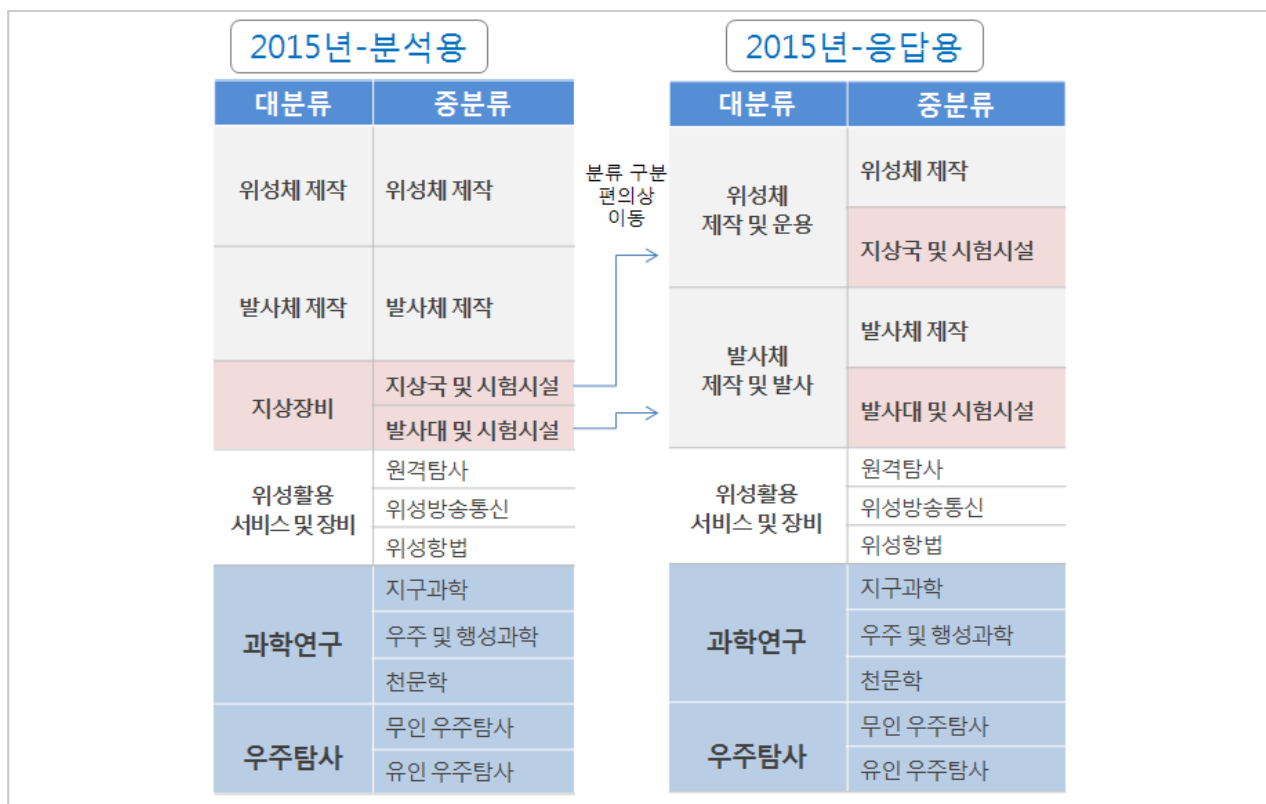 2015년-분석용
대분류 중분류
위성체 제작 위성체 제작
발사체 제작 발사체 제작
지상장비
지상국 및 시험시설
발사대 및 시험시설
위성활용
서비스 및 장비
원격탐사
위성방송통신
위성항법
과학연구
지구과학
우주 및 행성과학
천문학
우주탐사
무인 우주탐사
유인 우주탐사
분류 구분
편의상
이동
2015년-응답용
대분류 중분류
위성체
제작 및 운용
위성체 제작
지상국 및 시험시설
발사체
제작 및 발사
발사체 제작
발사대 및 시험시설
위성활용
서비스 및 장비
원격탐사
위성방송통신
위성항법
과학연구
지구과학
우주 및 행성과학
천문학
우주탐사
무인 우주탐사
유인 우주탐사